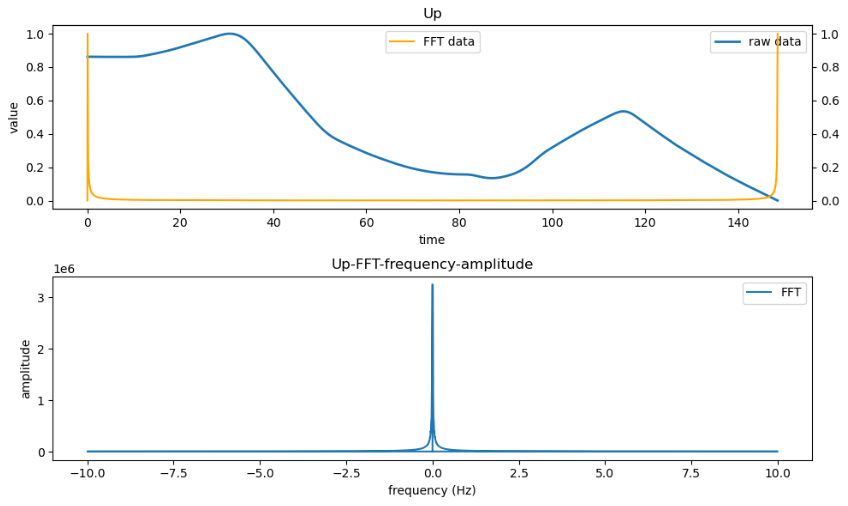 Up
1.0
0.8
0.6
0.4
0.2
0.0
value
FFT data
raw data
1.0
0.8
0.6
0.4
0.2
0.0
0 20 40 60 80 100 120 140
time
Up-FFT-frequency-amplitude
1e6
3
2
1
0
amplitude
FFT
−10.0 −7.5 −5.0 −2.5 0.0 2.5 5.0 7.5 10.0
frequency (Hz)